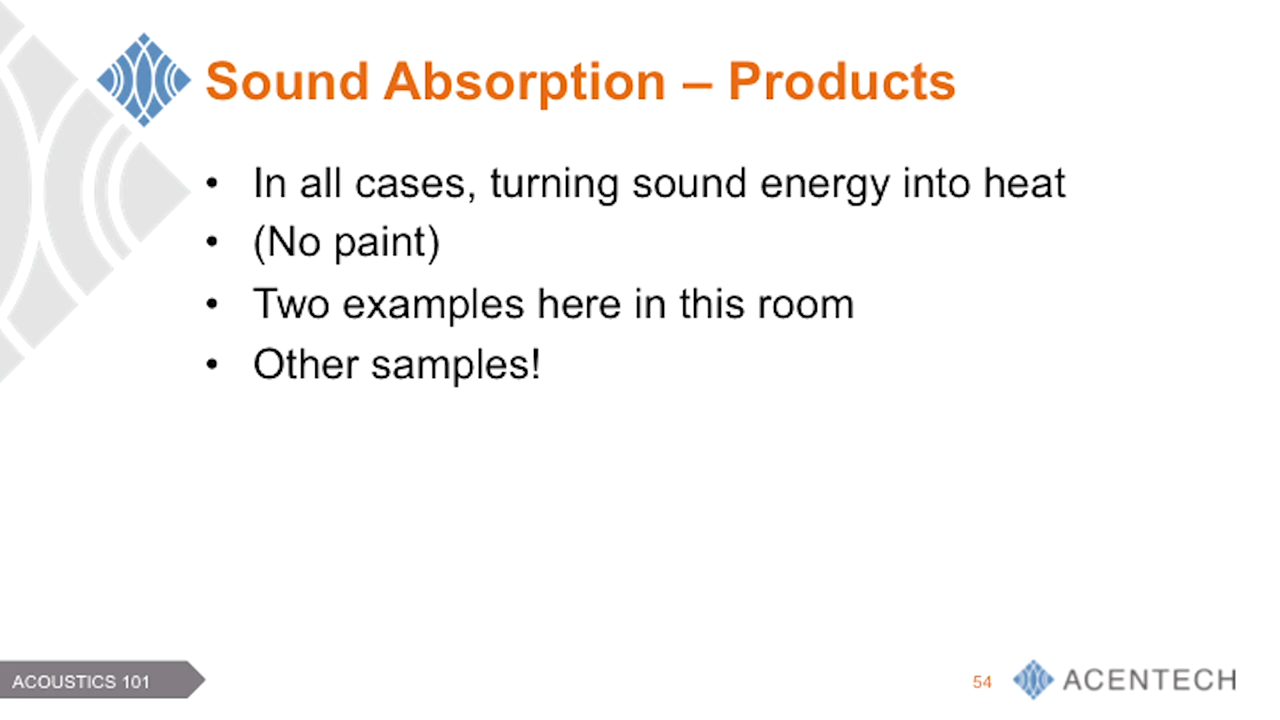 Sound Absorption – Products
• In all cases, turning sound energy into heat
• (No paint)
• Two examples here in this room
• Other samples!
ACOUSTICS 101
54
ACENTECH